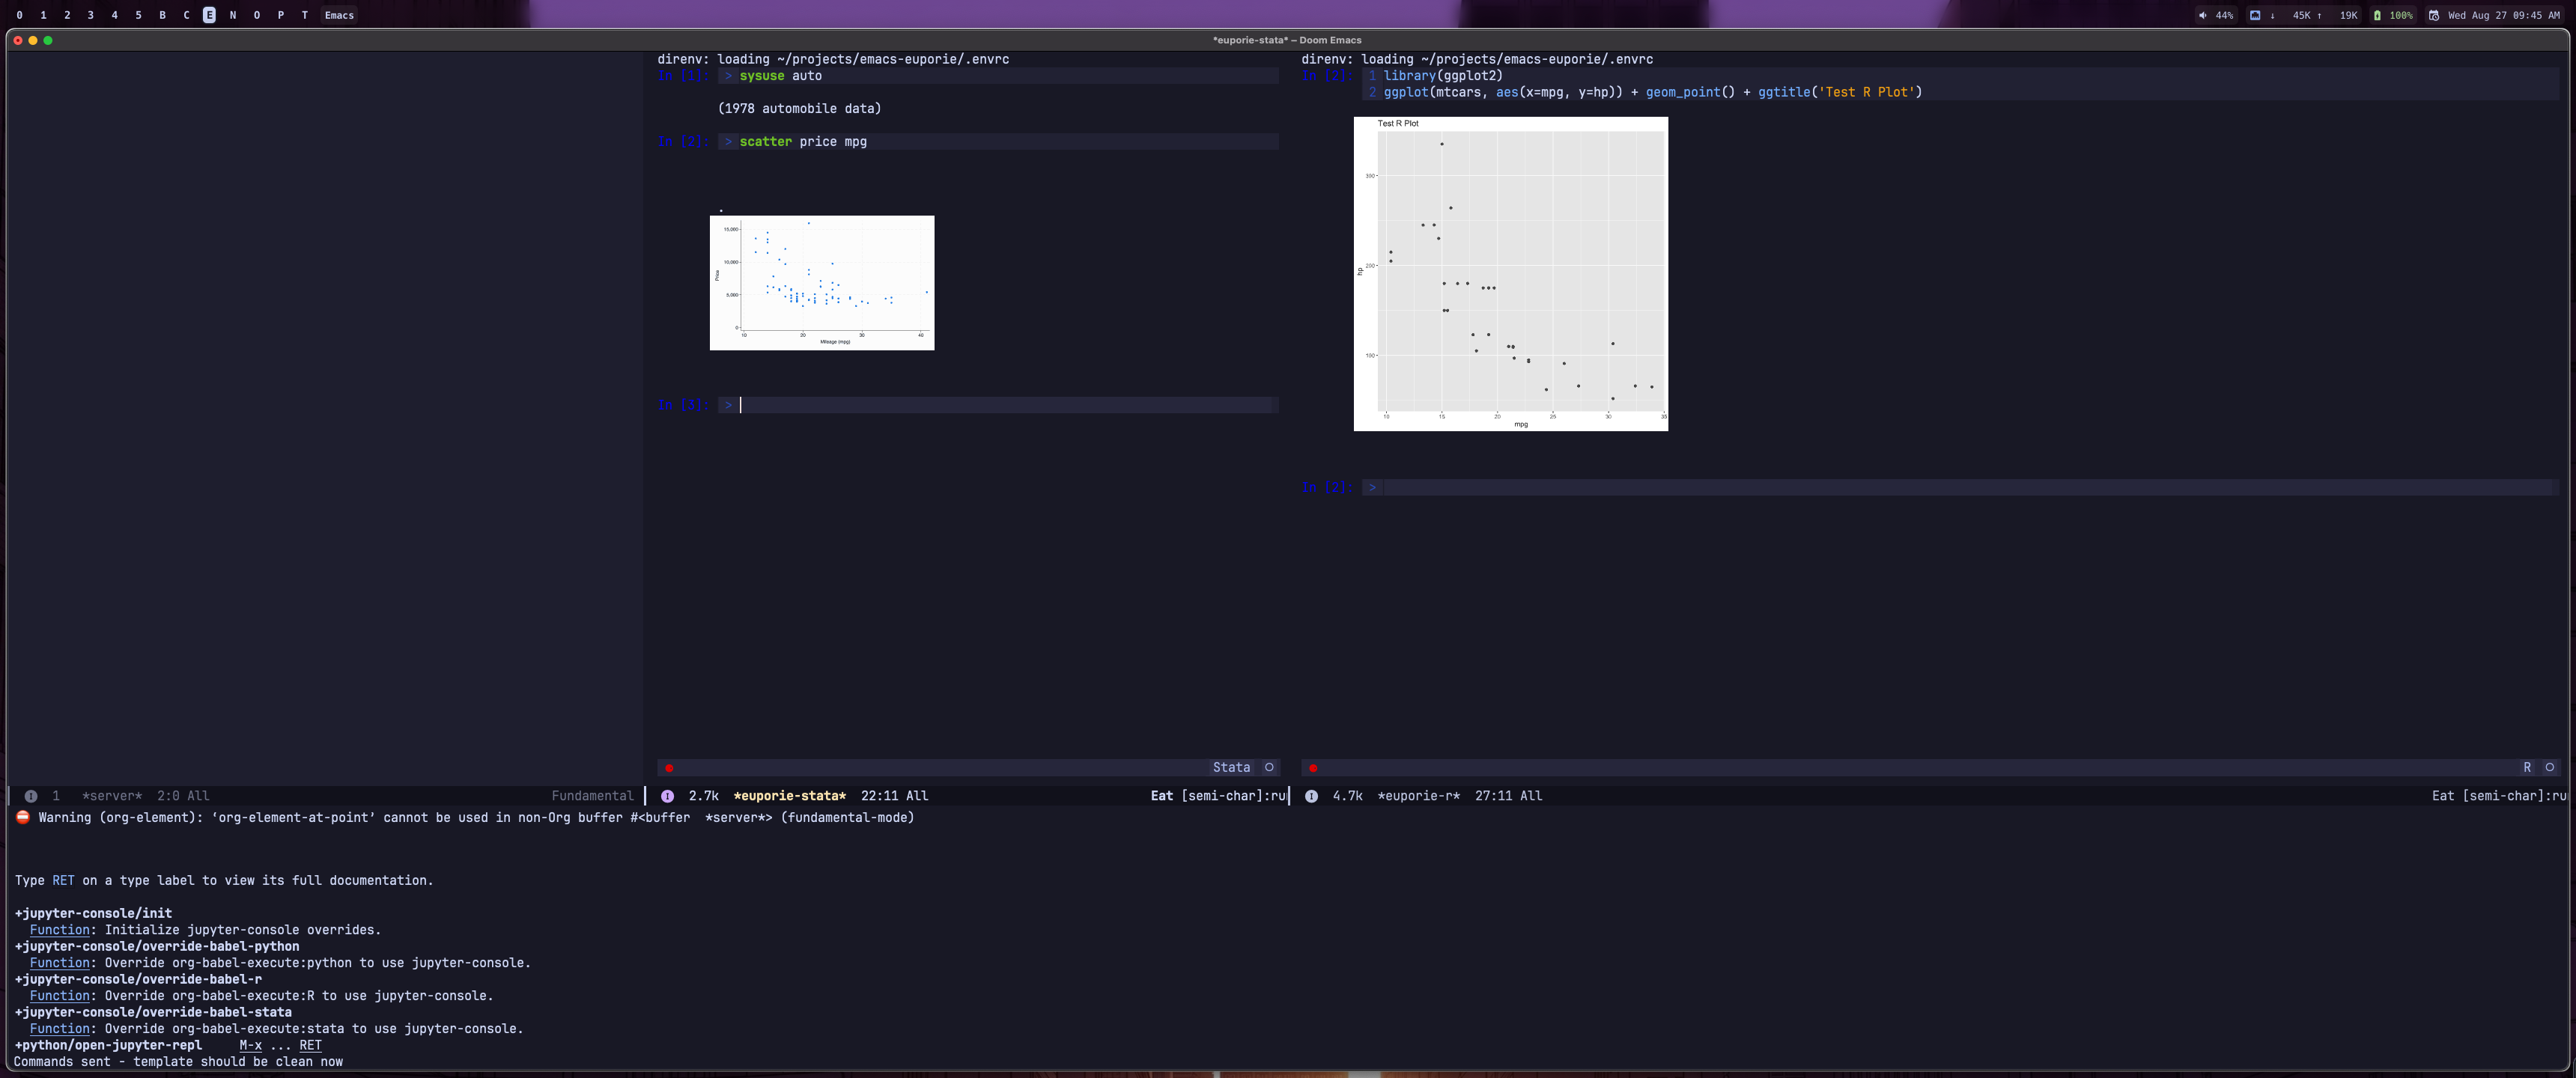 0 1 2 3 4 5 B C E N O P T Emacs
44% ↓ 45K ↑ 19K 100% Wed Aug 27 09:45 AM
*euporie-stata* – Doom Emacs
direnv: loading ~/projects/emacs-euporie/.envrc
In [1]: > sysuse auto
(1978 automobile data)
In [2]: > scatter price mpg
.
15,000
10,000
5,000
0
Price
10 20 30 40
Mileage (mpg)
In [3]: >
Stata
direnv: loading ~/projects/emacs-euporie/.envrc
1 library(ggplot2)
2 ggplot(mtcars, aes(x=mpg, y=hp)) + geom_point() + ggtitle('Test R Plot')
Test R Plot
300
200
100
hp
10 15 20 25 30 35
mpg
In [2]: >
R
1 *server* 2:0 All Fundamental
2.7k *euporie-stata* 22:11 All Eat [semi-char]:ru
4.7k *euporie-r* 27:11 All Eat [semi-char]:ru
Warning (org-element): ‘org-element-at-point’ cannot be used in non-Org buffer #<buffer  *server*> (fundamental-mode)
Type RET on a type label to view its full documentation.
+jupyter-console/init
Function: Initialize jupyter-console overrides.
+jupyter-console/override-babel-python
Function: Override org-babel-execute:python to use jupyter-console.
+jupyter-console/override-babel-r
Function: Override org-babel-execute:R to use jupyter-console.
+jupyter-console/override-babel-stata
Function: Override org-babel-execute:stata to use jupyter-console.
+python/open-jupyter-repl M-x ... RET
Commands sent - template should be clean now